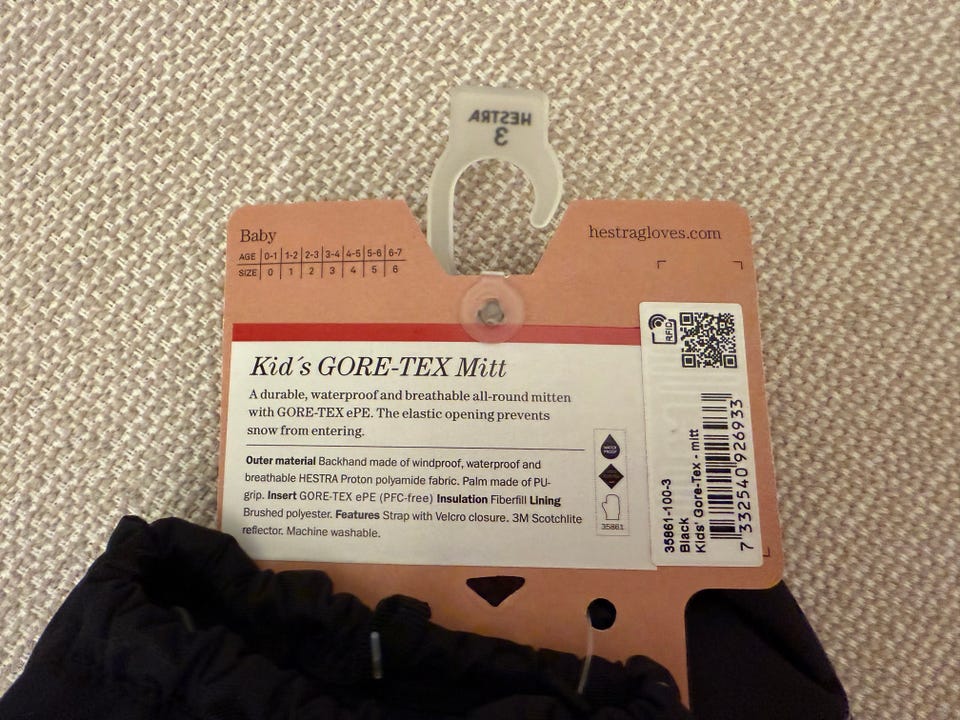 HESTRA
3
Baby
AGE 0-1 1-2 2-3 3-4 4-5 5-6 6-7
SIZE 0 1 2 3 4 5 6
hestragloves.com
Kid´s GORE-TEX Mitt
A durable, waterproof and breathable all-round mitten
with GORE-TEX ePE. The elastic opening prevents
snow from entering.
Outer material Backhand made of windproof, waterproof and
breathable HESTRA Proton polyamide fabric. Palm made of PU-
grip. Insert GORE-TEX ePE (PFC-free) Insulation Fiberfill Lining
Brushed polyester. Features Strap with Velcro closure. 3M Scotchlite
reflector. Machine washable.
WATER
PROOF
35861
RFID
35861-100-3
Black
Kids' Gore-Tex - mitt
7 332540 926933